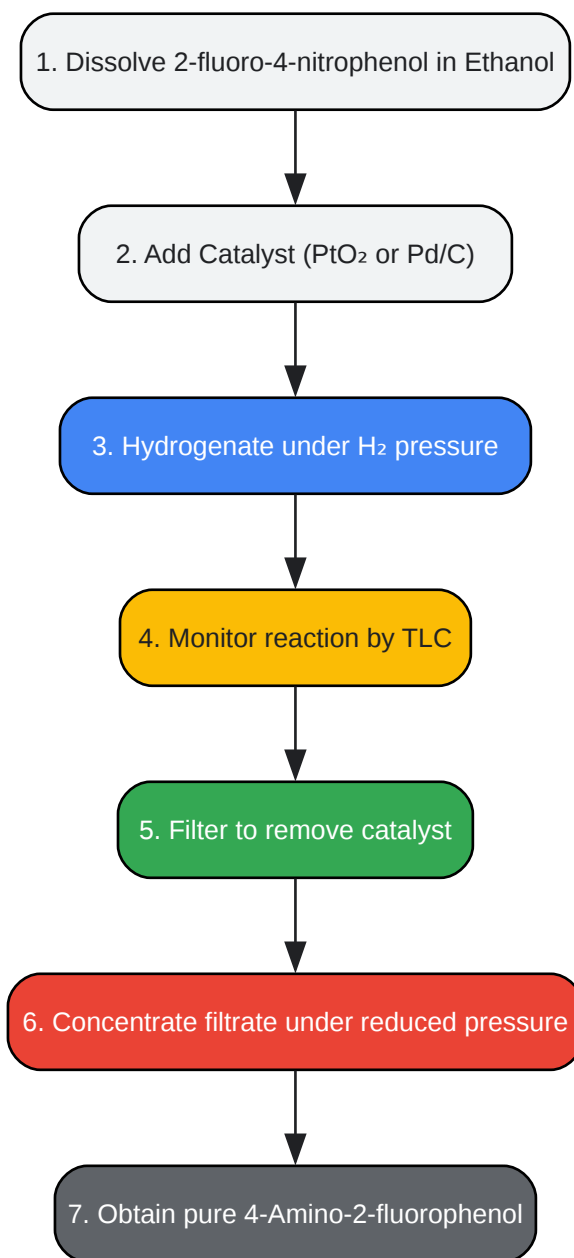 1. Dissolve 2-fluoro-4-nitrophenol in Ethanol
2. Add Catalyst (PtO₂ or Pd/C)
3. Hydrogenate under H₂ pressure
4. Monitor reaction by TLC
5. Filter to remove catalyst
6. Concentrate filtrate under reduced pressure
7. Obtain pure 4-Amino-2-fluorophenol